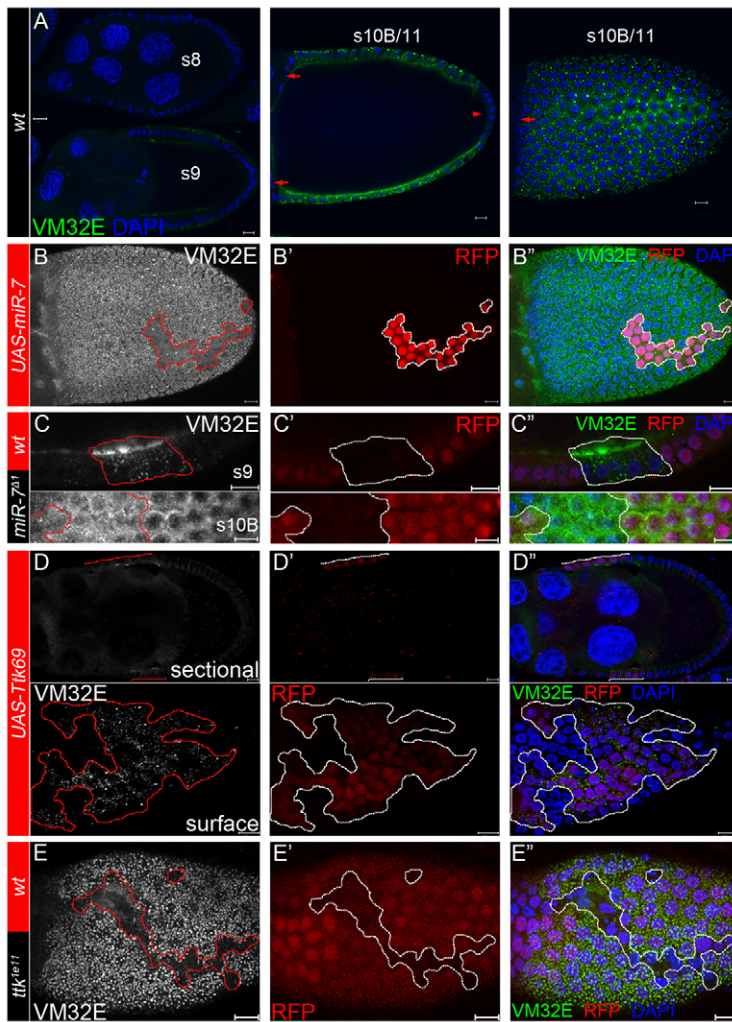 A
s8
s9
wt
VM32E DAPI
s10B/11
s10B/11
B
VM32E
UAS-miR-7
B'
RFP
B"
VM32E RFP DAPI
C
VM32E
wt
s9
miR-7Δ1
s10B
C'
RFP
C"
VM32E RFP DAPI
D
UAS-Ttk69
sectional
VM32E
surface
D'
RFP
D"
VM32E RFP DAPI
E
wt
ttk1e11
VM32E
E'
RFP
E"
VM32E RFP DAPI